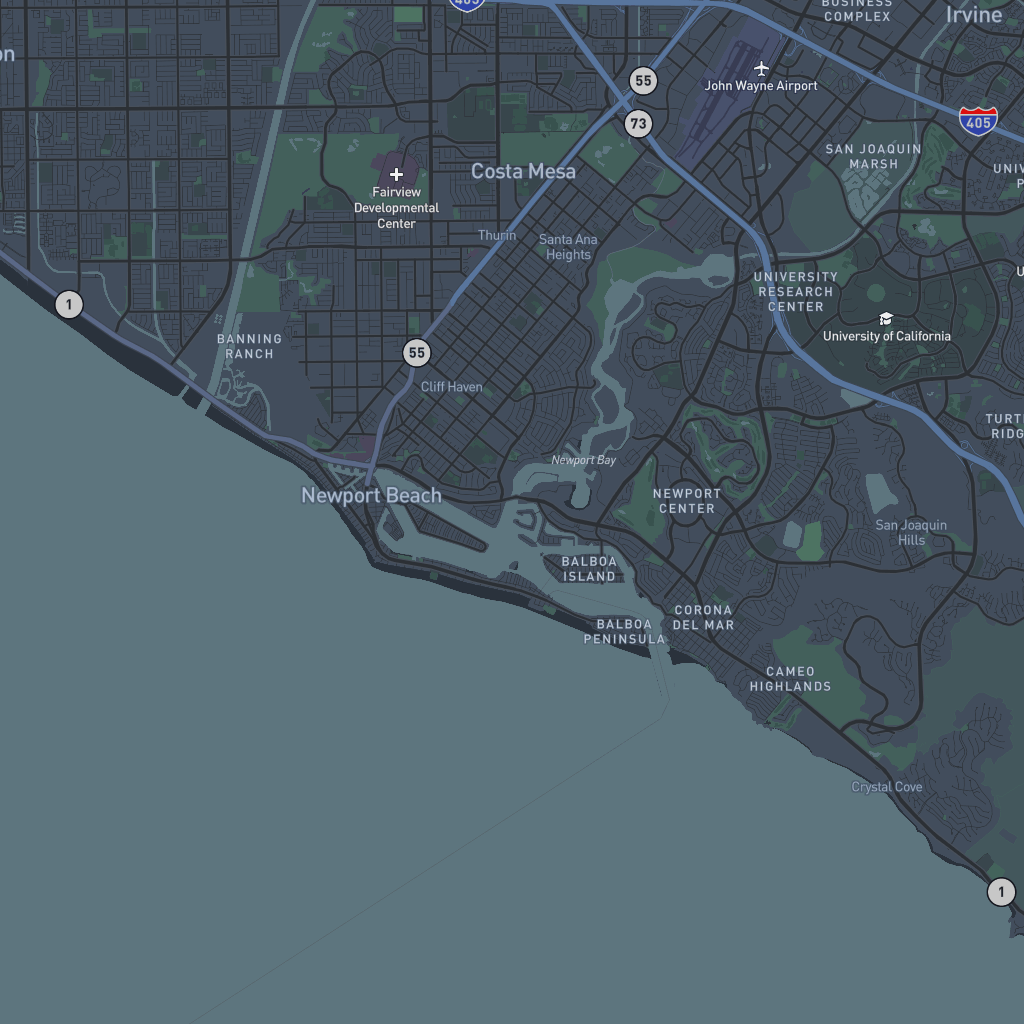 405
BUSINESS
COMPLEX
Irvine
on
55
John Wayne Airport
73
405
SAN JOAQUIN
MARSH
Costa Mesa
Fairview
Developmental
Center
Thurin
Santa Ana
Heights
UNIVERSITY
RESEARCH
CENTER
1
University of California
BANNING
RANCH
55
Cliff Haven
Newport Bay
Newport Beach
NEWPORT
CENTER
San Joaquin
Hills
BALBOA
ISLAND
CORONA
DEL MAR
BALBOA
PENINSULA
CAMEO
HIGHLANDS
Crystal Cove
1